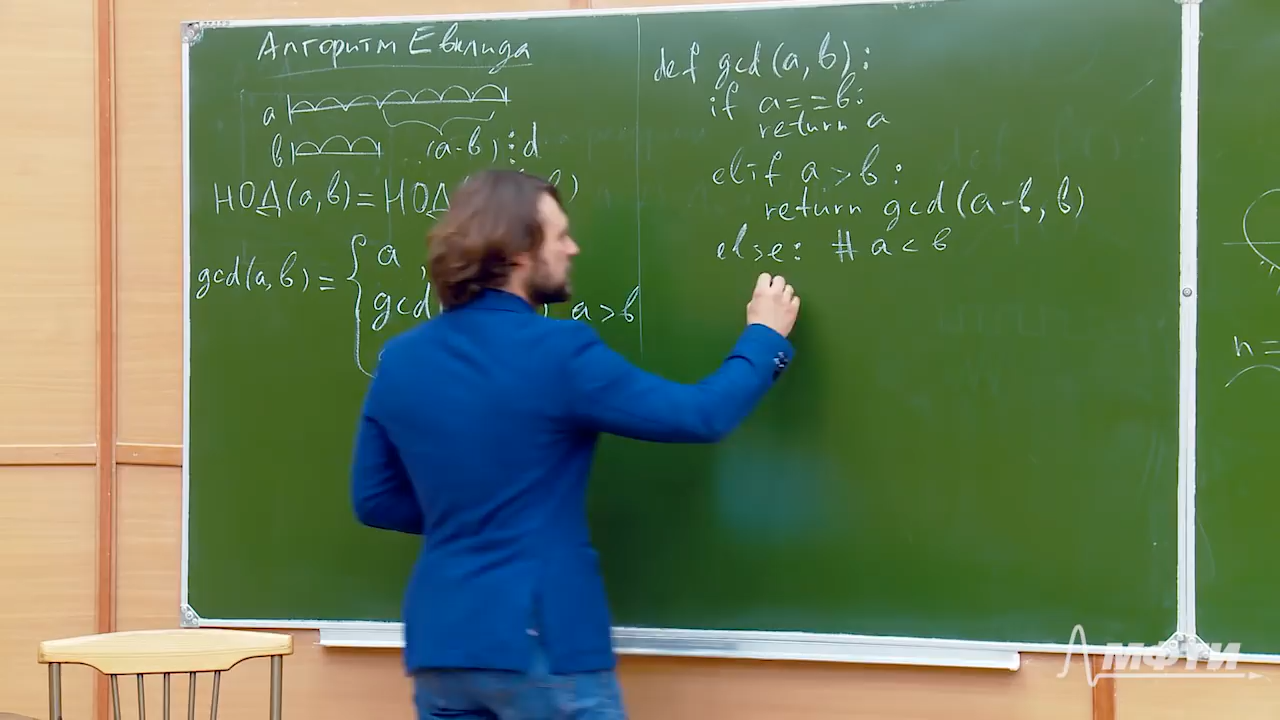 Алгоритм Евклида
a
b (a-b) ⋮ d
НОД(a,b)=НОД b)
gcd(a,b) = { a ,
gcd( ) a>b
def gcd(a,b):
if a==b:
return a
elif a>b:
return gcd(a-b,b)
else: # a<b
n=
МФТИ